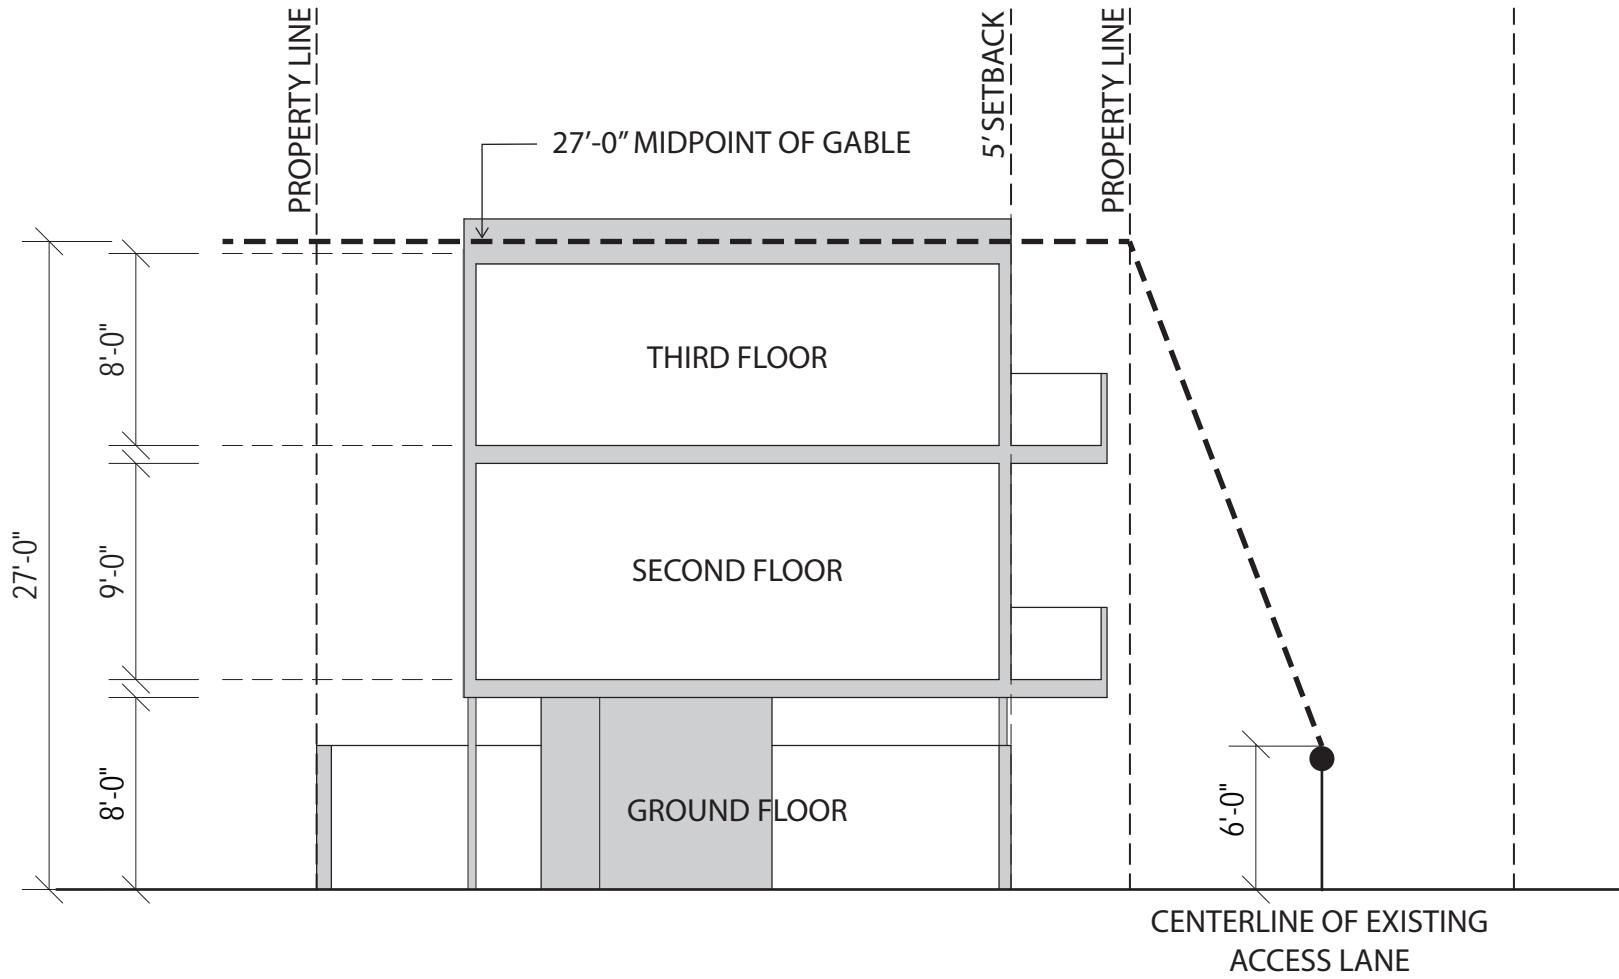 PROPERTY LINE
5' SETBACK
PROPERTY LINE
27'-0" MIDPOINT OF GABLE
8'-0"
THIRD FLOOR
27'-0"
9'-0"
SECOND FLOOR
8'-0"
GROUND FLOOR
6'-0"
CENTERLINE OF EXISTING
ACCESS LANE